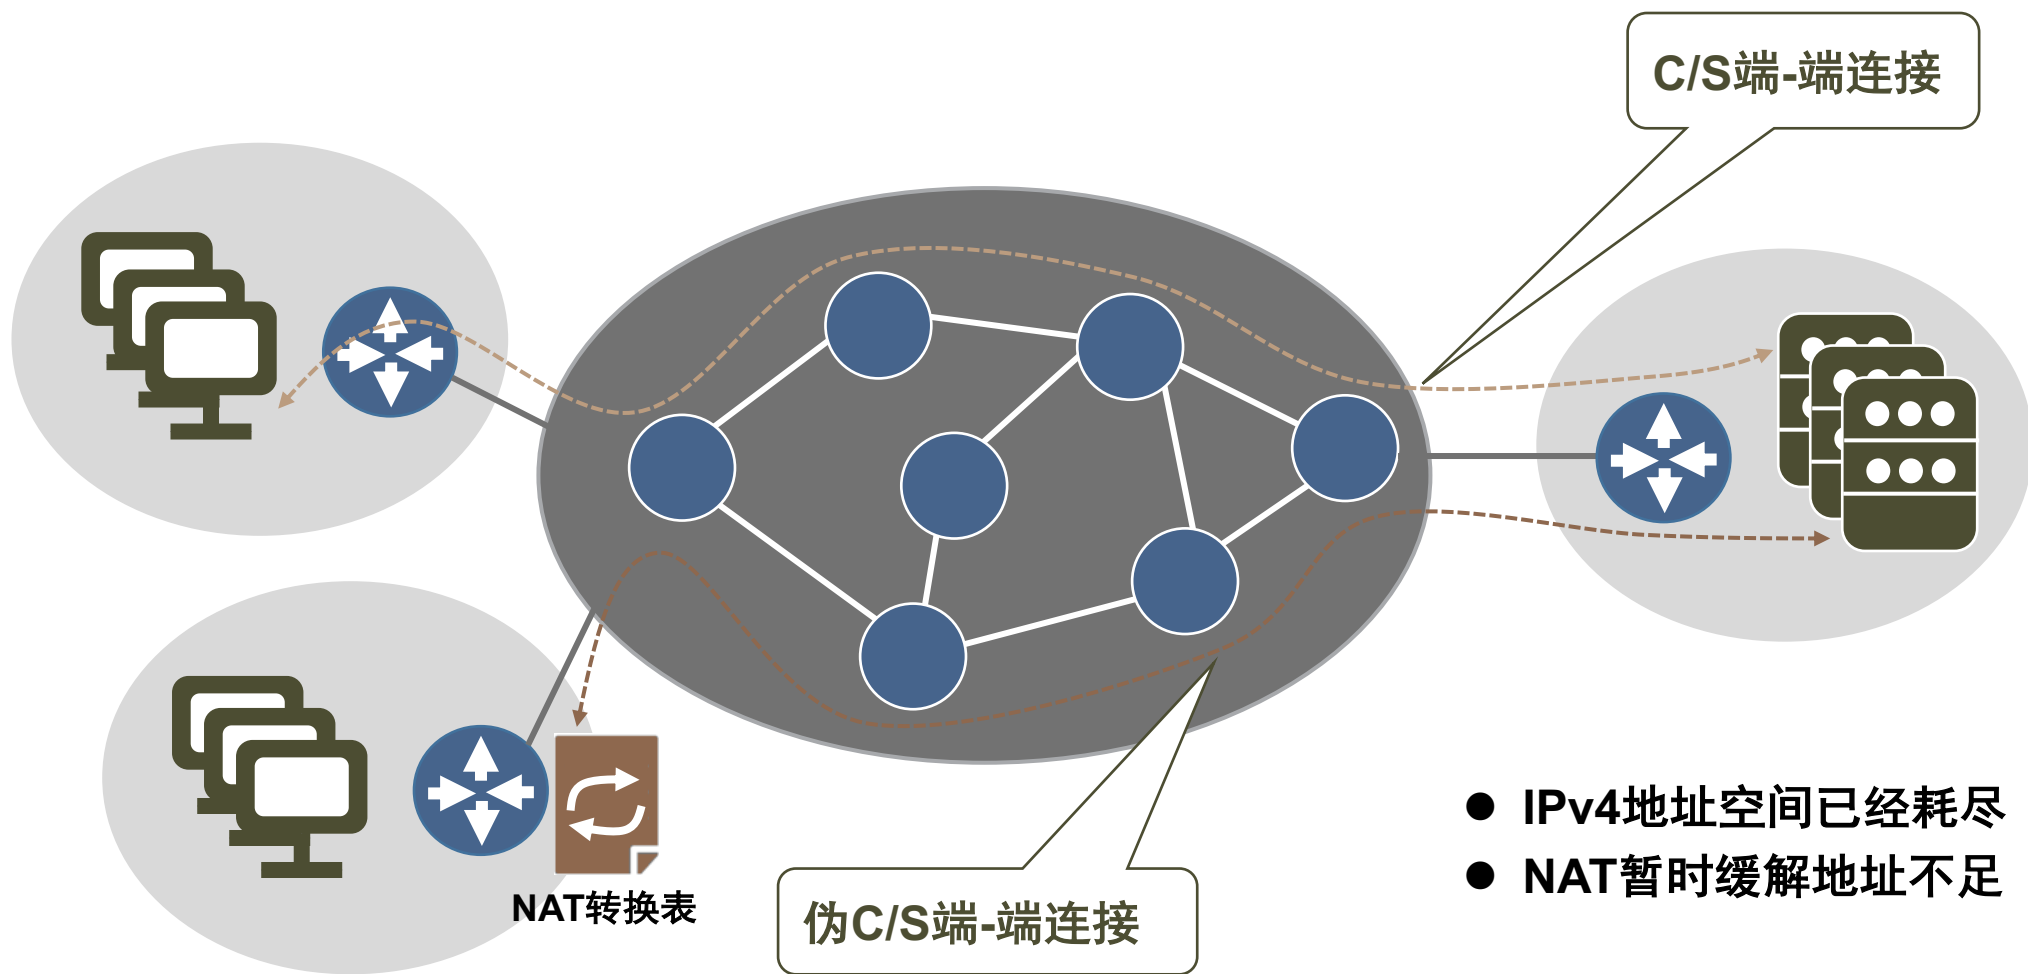 C/S端-端连接
IPv4地址空间已经耗尽
NAT暂时缓解地址不足
NAT转换表
伪C/S端-端连接